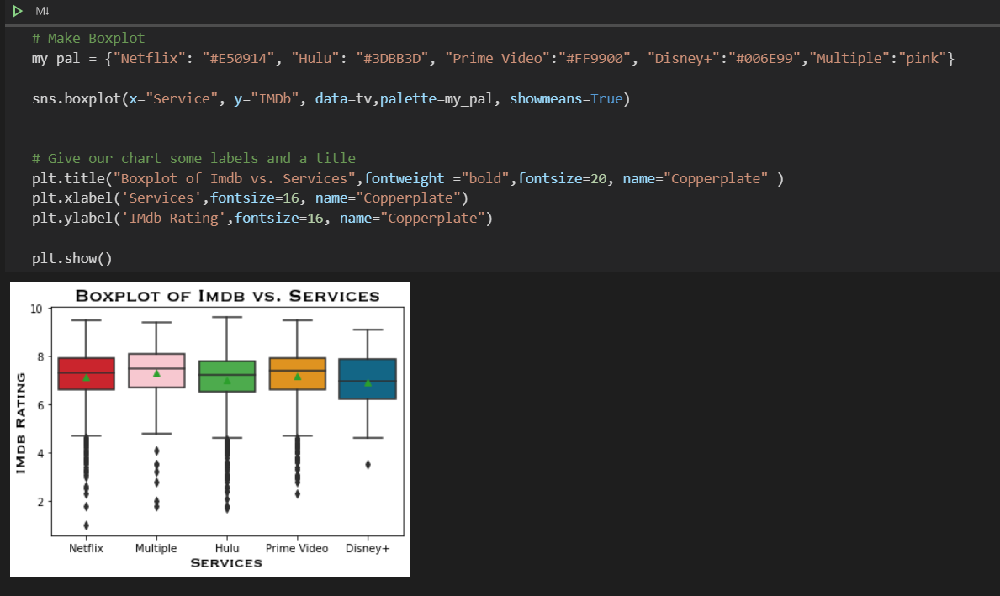 M↓
# Make Boxplot
my_pal = {"Netflix": "#E50914", "Hulu": "#3DBB3D", "Prime Video":"#FF9900", "Disney+":"#006E99","Multiple":"pink"}
sns.boxplot(x="Service", y="IMDb", data=tv,palette=my_pal, showmeans=True)
# Give our chart some labels and a title
plt.title("Boxplot of Imdb vs. Services",fontweight ="bold",fontsize=20, name="Copperplate" )
plt.xlabel('Services',fontsize=16, name="Copperplate")
plt.ylabel('IMdb Rating',fontsize=16, name="Copperplate")
plt.show()
Boxplot of Imdb vs. Services
10
8
6
4
2
IMdb Rating
Netflix Multiple Hulu Prime Video Disney+
Services